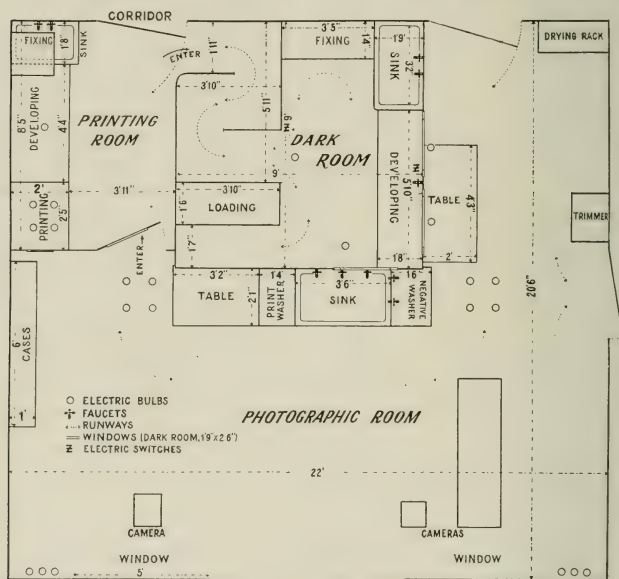 CORRIDOR
FIXING
1'8"
SINK
ENTER
1'1"
3'5"
FIXING
1'4"
1'9"
SINK
3'2"
DRYING RACK
8'5"
DEVELOPING
4'4"
PRINTING
ROOM
3'10"
5'11"
9'
DARK
ROOM
9'
DEVELOPING
5'10"
TABLE
4'3"
2'
3'11"
2'
PRINTING
2'5"
3'10"
1'6"
LOADING
TRIMMER
1'7"
ENTER
1'8"
20'6"
3'2"
TABLE
2'1"
1'4"
PRINT
WASHER
3'6"
SINK
1'6"
NEGATIVE
WASHER
CASES
6'
1'
ELECTRIC BULBS
FAUCETS
RUNWAYS
WINDOWS (DARK ROOM, 1'9"x2'6")
ELECTRIC SWITCHES
PHOTOGRAPHIC ROOM
22'
CAMERA
CAMERAS
WINDOW
WINDOW
5'